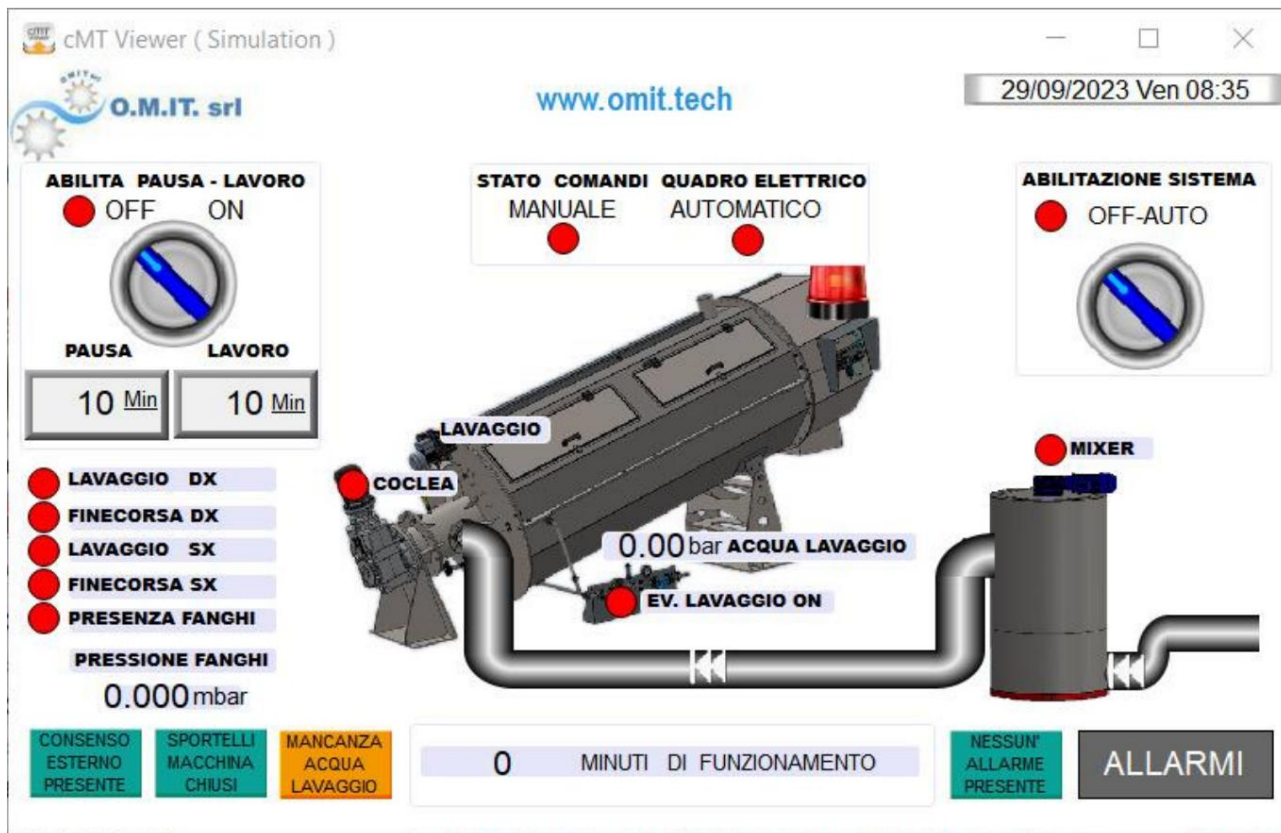 cMT Viewer ( Simulation )
OMIT srl
O.M.IT. srl
www.omit.tech
29/09/2023 Ven 08:35
ABILITA PAUSA - LAVORO
OFF ON
PAUSA LAVORO
10 Min 10 Min
STATO COMANDI QUADRO ELETTRICO
MANUALE AUTOMATICO
ABILITAZIONE SISTEMA
OFF-AUTO
LAVAGGIO
COCLEA
MIXER
LAVAGGIO DX
FINECORSA DX
LAVAGGIO SX
FINECORSA SX
PRESENZA FANGHI
0.00 bar ACQUA LAVAGGIO
EV. LAVAGGIO ON
PRESSIONE FANGHI
0.000 mbar
CONSENSO
ESTERNO
PRESENTE
SPORTELLI
MACCHINA
CHIUSI
MANCANZA
ACQUA
LAVAGGIO
0 MINUTI DI FUNZIONAMENTO
NESSUN'
ALLARME
PRESENTE
ALLARMI